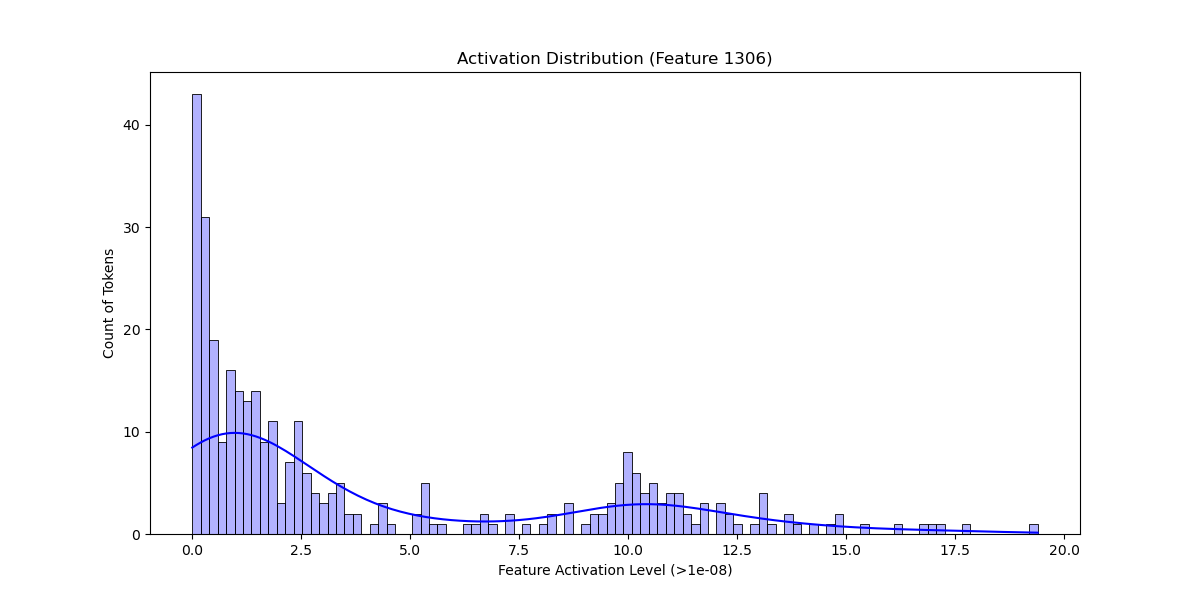 Activation Distribution (Feature 1306)
Count of Tokens
40
30
20
10
0
0.0 2.5 5.0 7.5 10.0 12.5 15.0 17.5 20.0
Feature Activation Level (>1e-08)